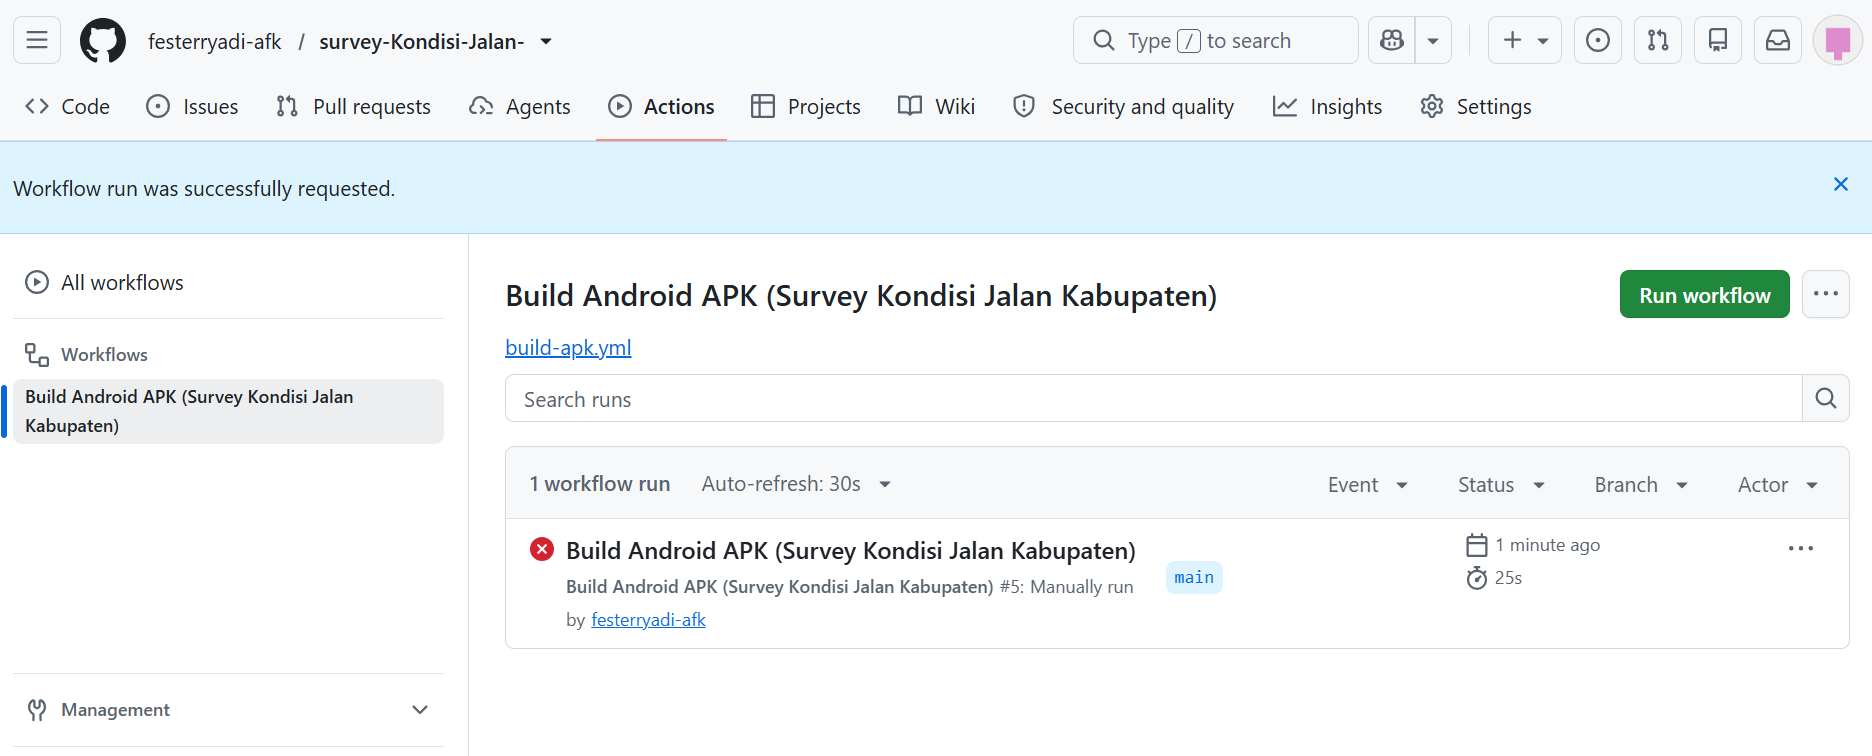 festerryadi-afk / survey-Kondisi-Jalan-
Type / to search
Code
Issues
Pull requests
Agents
Actions
Projects
Wiki
Security and quality
Insights
Settings
Workflow run was successfully requested.
All workflows
Workflows
Build Android APK (Survey Kondisi Jalan
Kabupaten)
Management
Build Android APK (Survey Kondisi Jalan Kabupaten)
Run workflow
build-apk.yml
Search runs
1 workflow run
Auto-refresh: 30s
Event
Status
Branch
Actor
Build Android APK (Survey Kondisi Jalan Kabupaten)
Build Android APK (Survey Kondisi Jalan Kabupaten) #5: Manually run
by festerryadi-afk
main
1 minute ago
25s